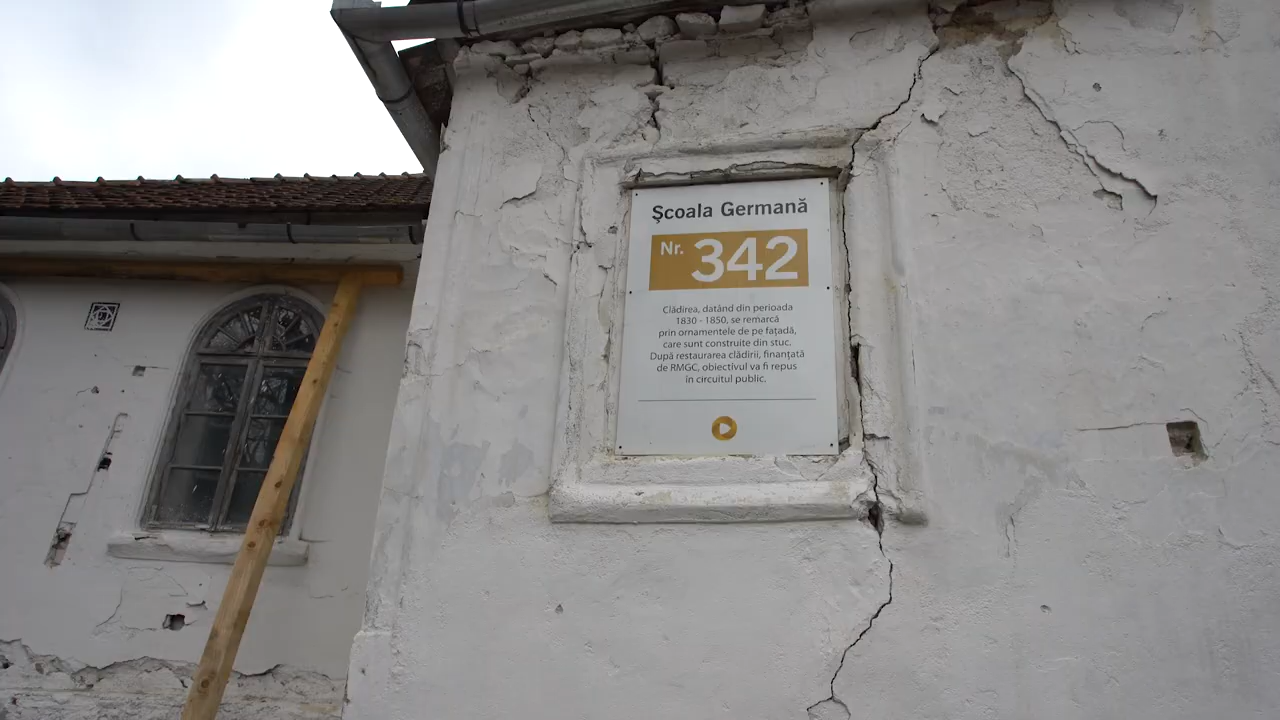 Şcoala Germană
Nr. 342
Clădirea, datând din perioada
1830 - 1850, se remarcă
prin ornamentele de pe faţadă,
care sunt construite din stuc.
După restaurarea clădirii, finanţată
de RMGC, obiectivul va fi repus
în circuitul public.